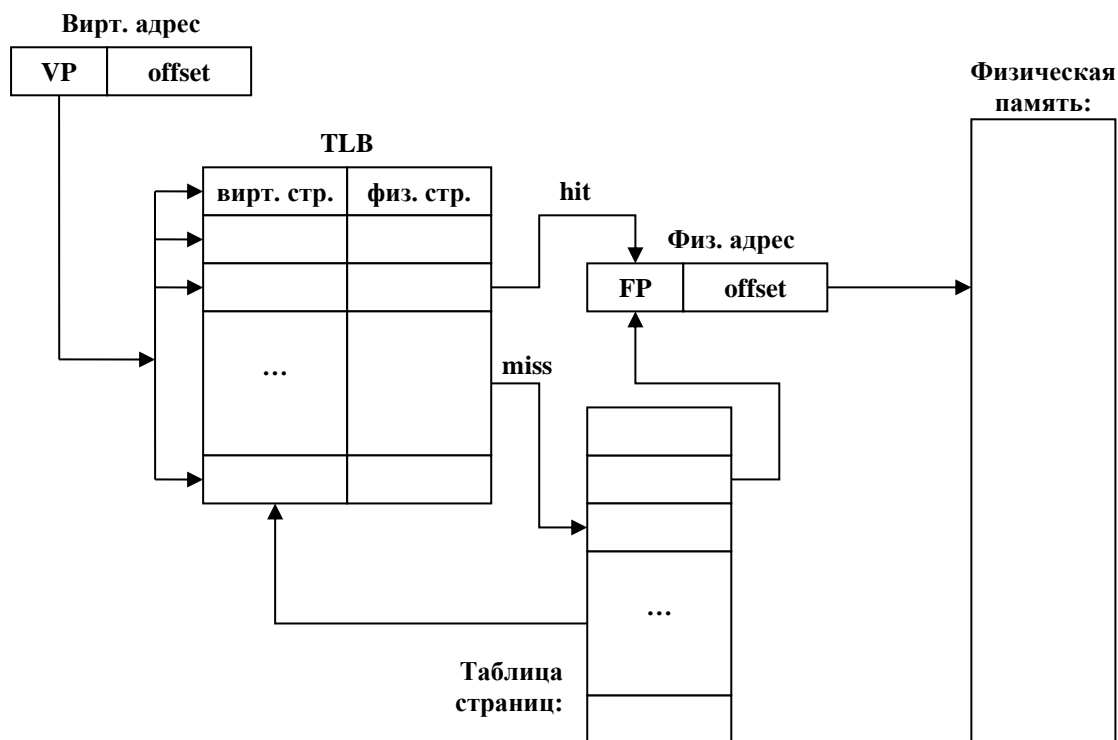 Вирт. адрес
VP offset
Физическая
память:
TLB
вирт. стр. физ. стр.
hit
Физ. адрес
FP offset
...
miss
...
Таблица
страниц: